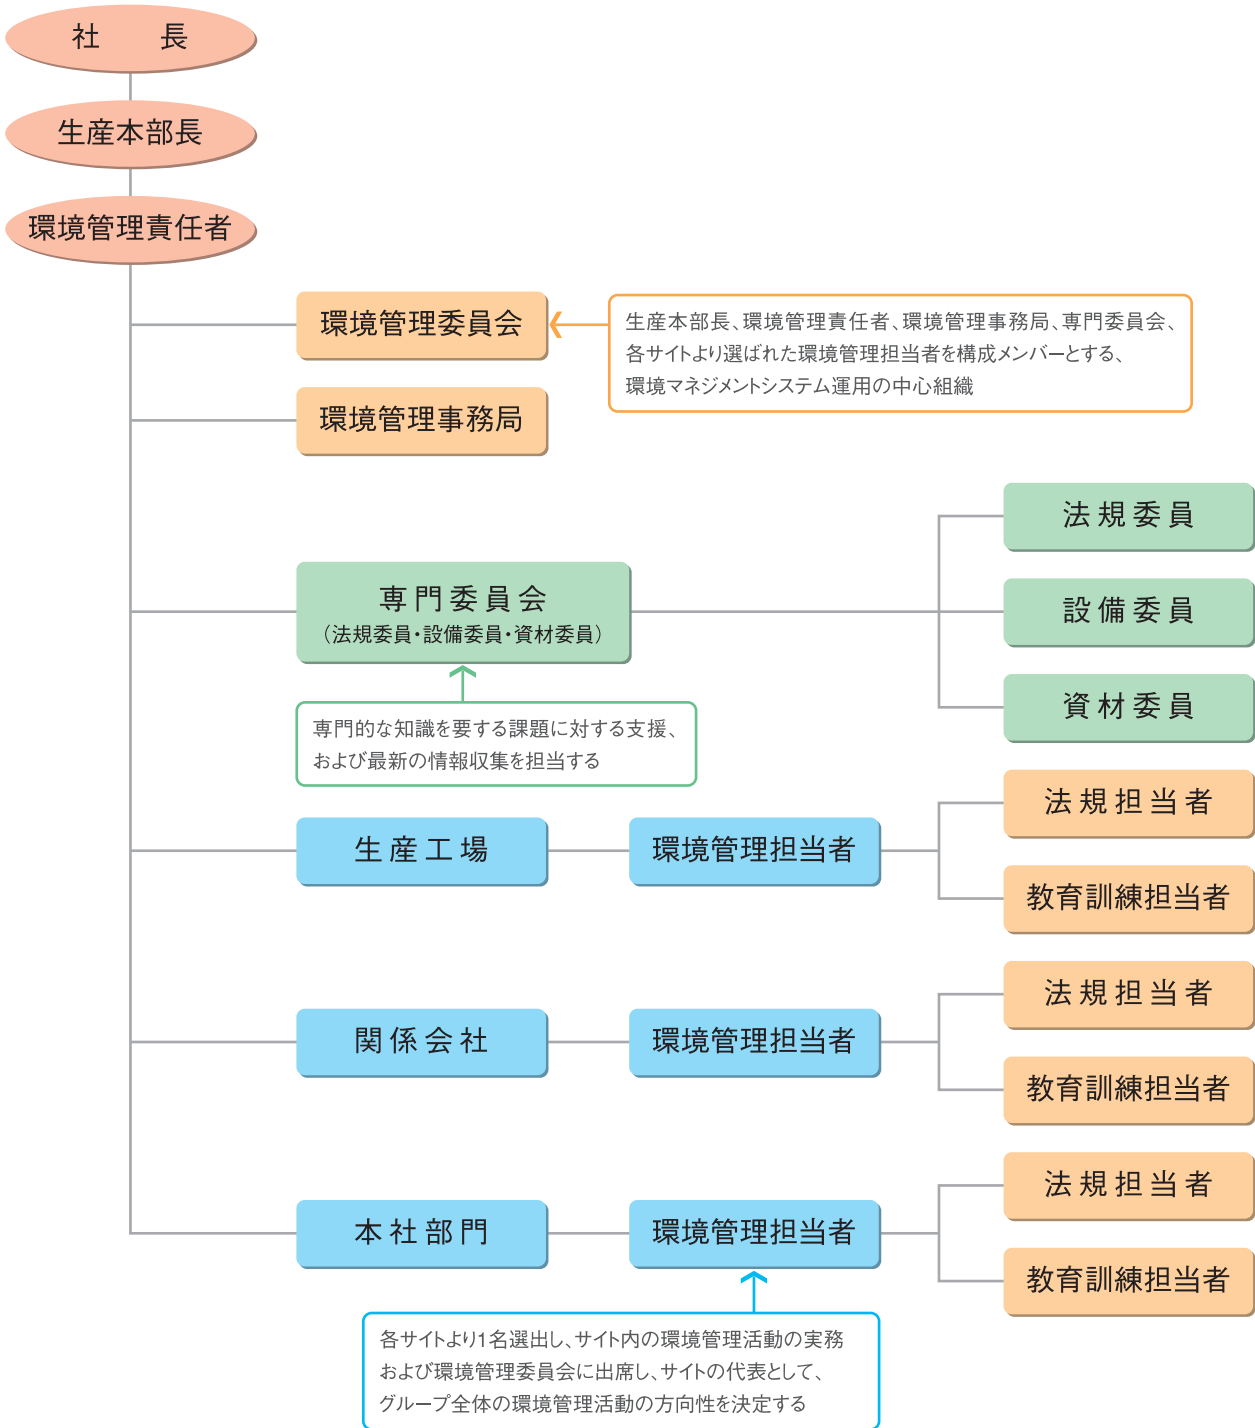 社　長
生産本部長
環境管理責任者
環境管理委員会
生産本部長、環境管理責任者、環境管理事務局、専門委員会、
各サイトより選ばれた環境管理担当者を構成メンバーとする、
環境マネジメントシステム運用の中心組織
環境管理事務局
専門委員会
（法規委員・設備委員・資材委員）
法規委員
設備委員
資材委員
専門的な知識を要する課題に対する支援、
および最新の情報収集を担当する
生産工場
環境管理担当者
法規担当者
教育訓練担当者
関係会社
環境管理担当者
法規担当者
教育訓練担当者
本社部門
環境管理担当者
法規担当者
教育訓練担当者
各サイトより1名選出し、サイト内の環境管理活動の実務
および環境管理委員会に出席し、サイトの代表として、
グループ全体の環境管理活動の方向性を決定する